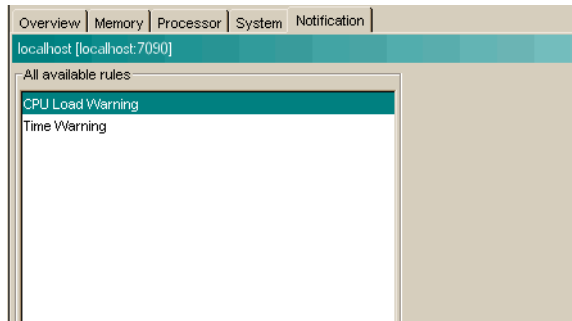 Overview Memory Processor System Notification
localhost [localhost:7090]
All available rules
CPU Load Warning
Time Warning